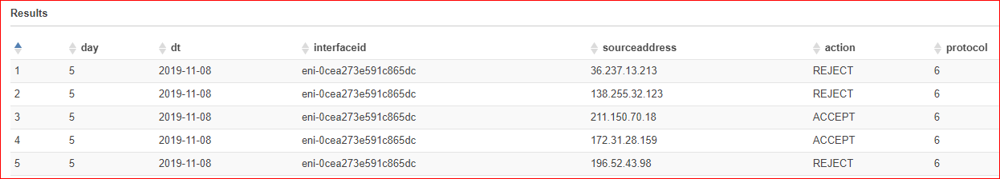 Results
day dt interfaceid sourceaddress action protocol
1 5 2019-11-08 eni-0cea273e591c865dc 36.237.13.213 REJECT 6
2 5 2019-11-08 eni-0cea273e591c865dc 138.255.32.123 REJECT 6
3 5 2019-11-08 eni-0cea273e591c865dc 211.150.70.18 ACCEPT 6
4 5 2019-11-08 eni-0cea273e591c865dc 172.31.28.159 ACCEPT 6
5 5 2019-11-08 eni-0cea273e591c865dc 196.52.43.98 REJECT 6